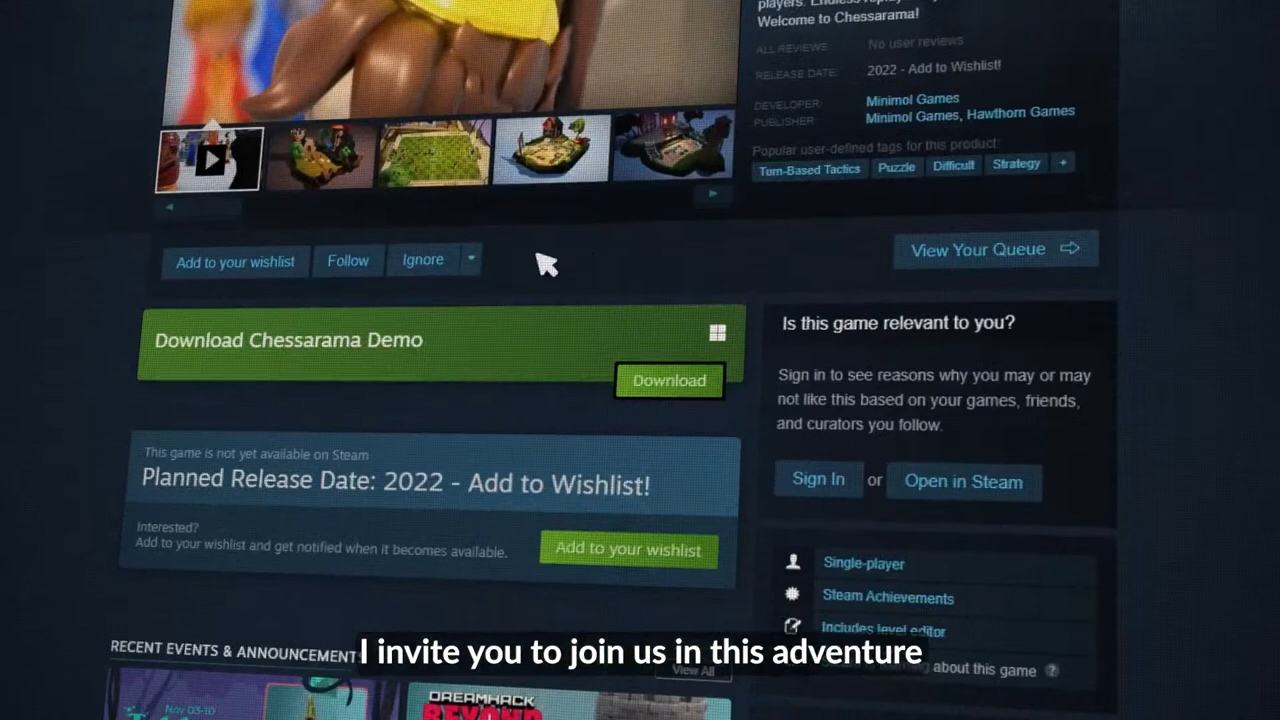 players. Endless
Welcome to Chessarama!
ALL REVIEWS: No user reviews
RELEASE DATE: 2022 - Add to Wishlist!
DEVELOPER: Minimol Games
PUBLISHER: Minimol Games, Hawthorn Games
Popular user-defined tags for this product:
Turn-Based Tactics Puzzle Difficult Strategy +
Add to your wishlist Follow Ignore
View Your Queue
Download Chessarama Demo
Download
This game is not yet available on Steam
Planned Release Date: 2022 - Add to Wishlist!
Interested?
Add to your wishlist and get notified when it becomes available.
Add to your wishlist
Is this game relevant to you?
Sign in to see reasons why you may or may
not like this based on your games, friends,
and curators you follow.
Sign In or Open in Steam
Single-player
Steam Achievements
Includes level editor
about this game ?
RECENT EVENTS & ANNOUNCEMENT
View All
Nov 03-10
DREAMHACK
BEYOND
I invite you to join us in this adventure